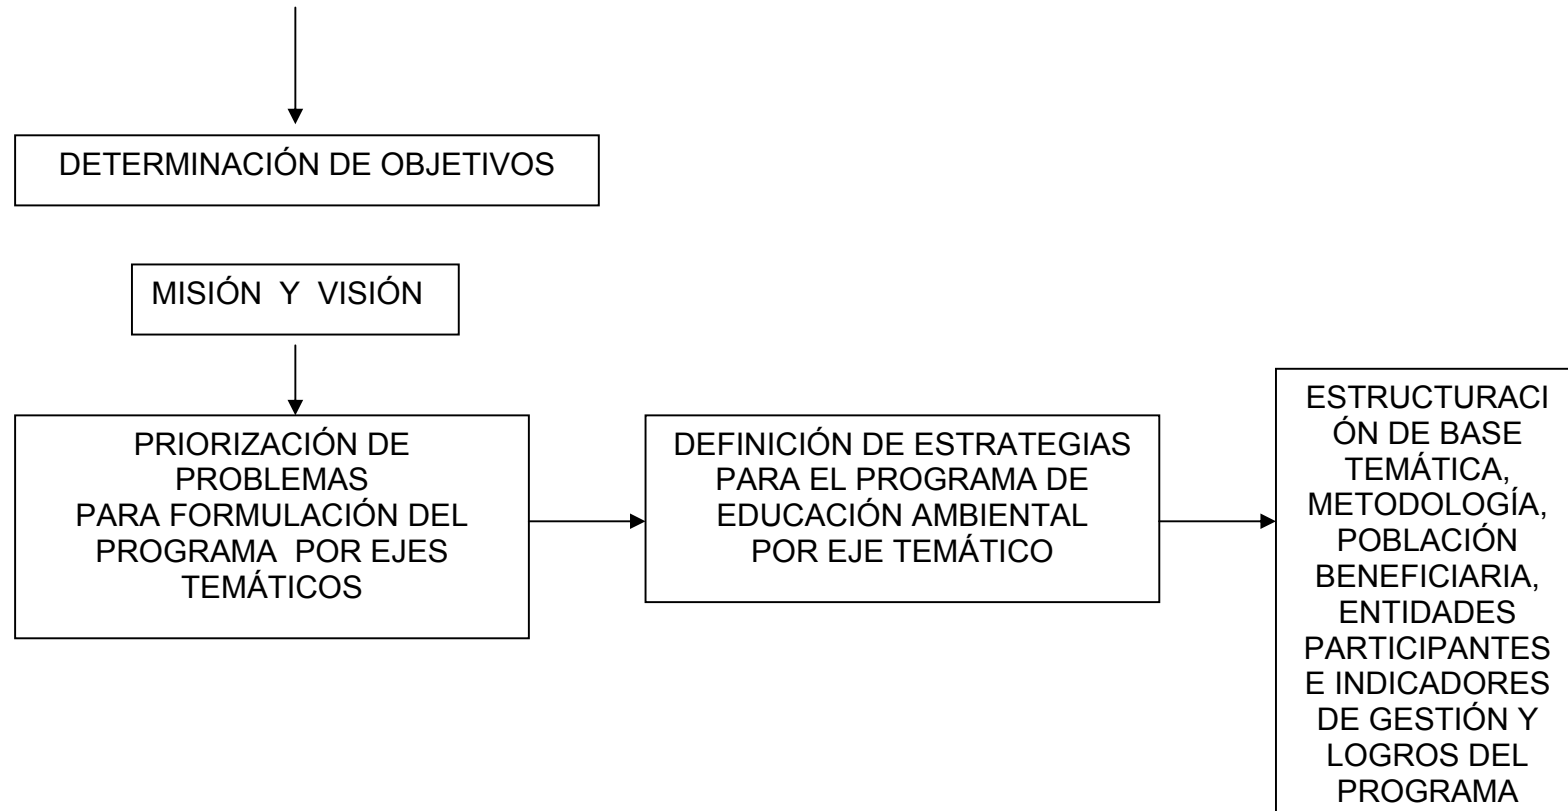 DETERMINACIÓN DE OBJETIVOS
MISIÓN Y VISIÓN
PRIORIZACIÓN DE
PROBLEMAS
PARA FORMULACIÓN DEL
PROGRAMA POR EJES
TEMÁTICOS
DEFINICIÓN DE ESTRATEGIAS
PARA EL PROGRAMA DE
EDUCACIÓN AMBIENTAL
POR EJE TEMÁTICO
ESTRUCTURACI
ÓN DE BASE
TEMÁTICA,
METODOLOGÍA,
POBLACIÓN
BENEFICIARIA,
ENTIDADES
PARTICIPANTES
E INDICADORES
DE GESTIÓN Y
LOGROS DEL
PROGRAMA